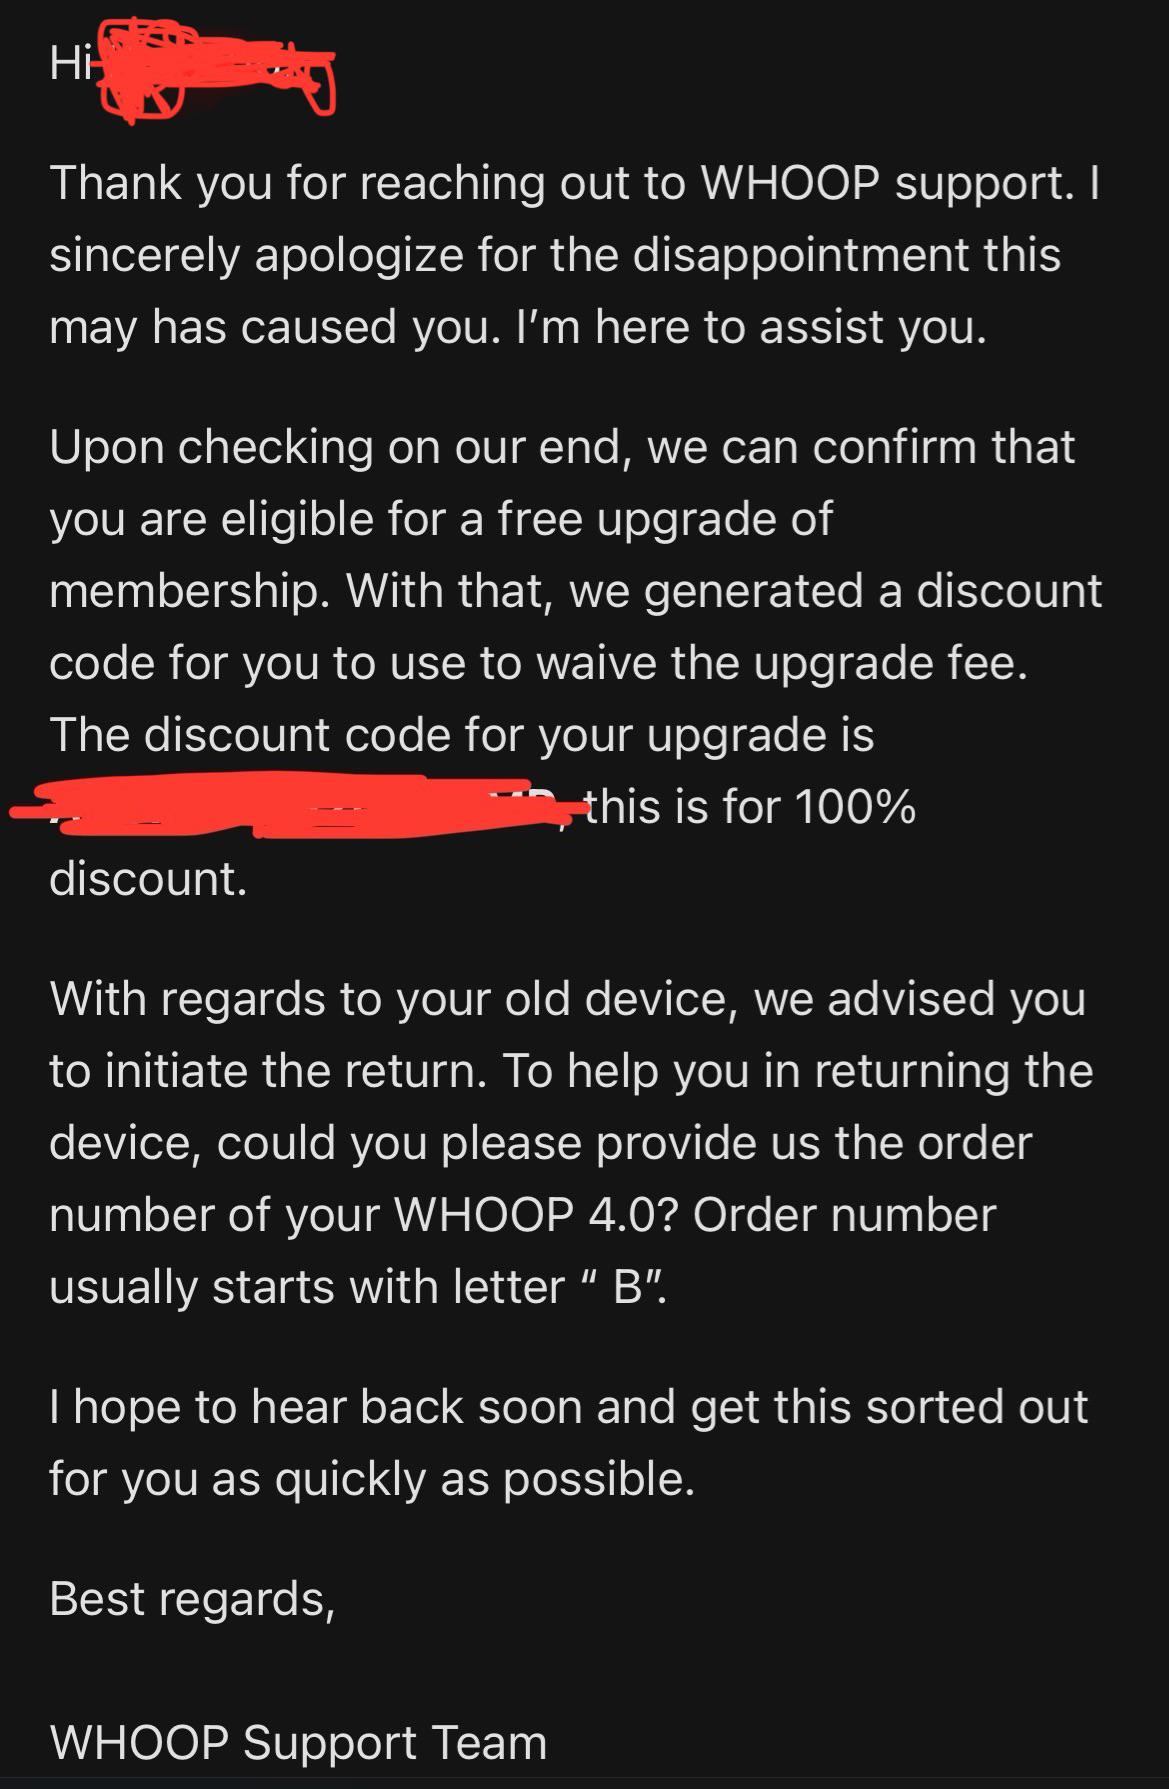 Hi
Thank you for reaching out to WHOOP support. I
sincerely apologize for the disappointment this
may has caused you. I’m here to assist you.
Upon checking on our end, we can confirm that
you are eligible for a free upgrade of
membership. With that, we generated a discount
code for you to use to waive the upgrade fee.
The discount code for your upgrade is
, this is for 100%
discount.
With regards to your old device, we advised you
to initiate the return. To help you in returning the
device, could you please provide us the order
number of your WHOOP 4.0? Order number
usually starts with letter “ B”.
I hope to hear back soon and get this sorted out
for you as quickly as possible.
Best regards,
WHOOP Support Team